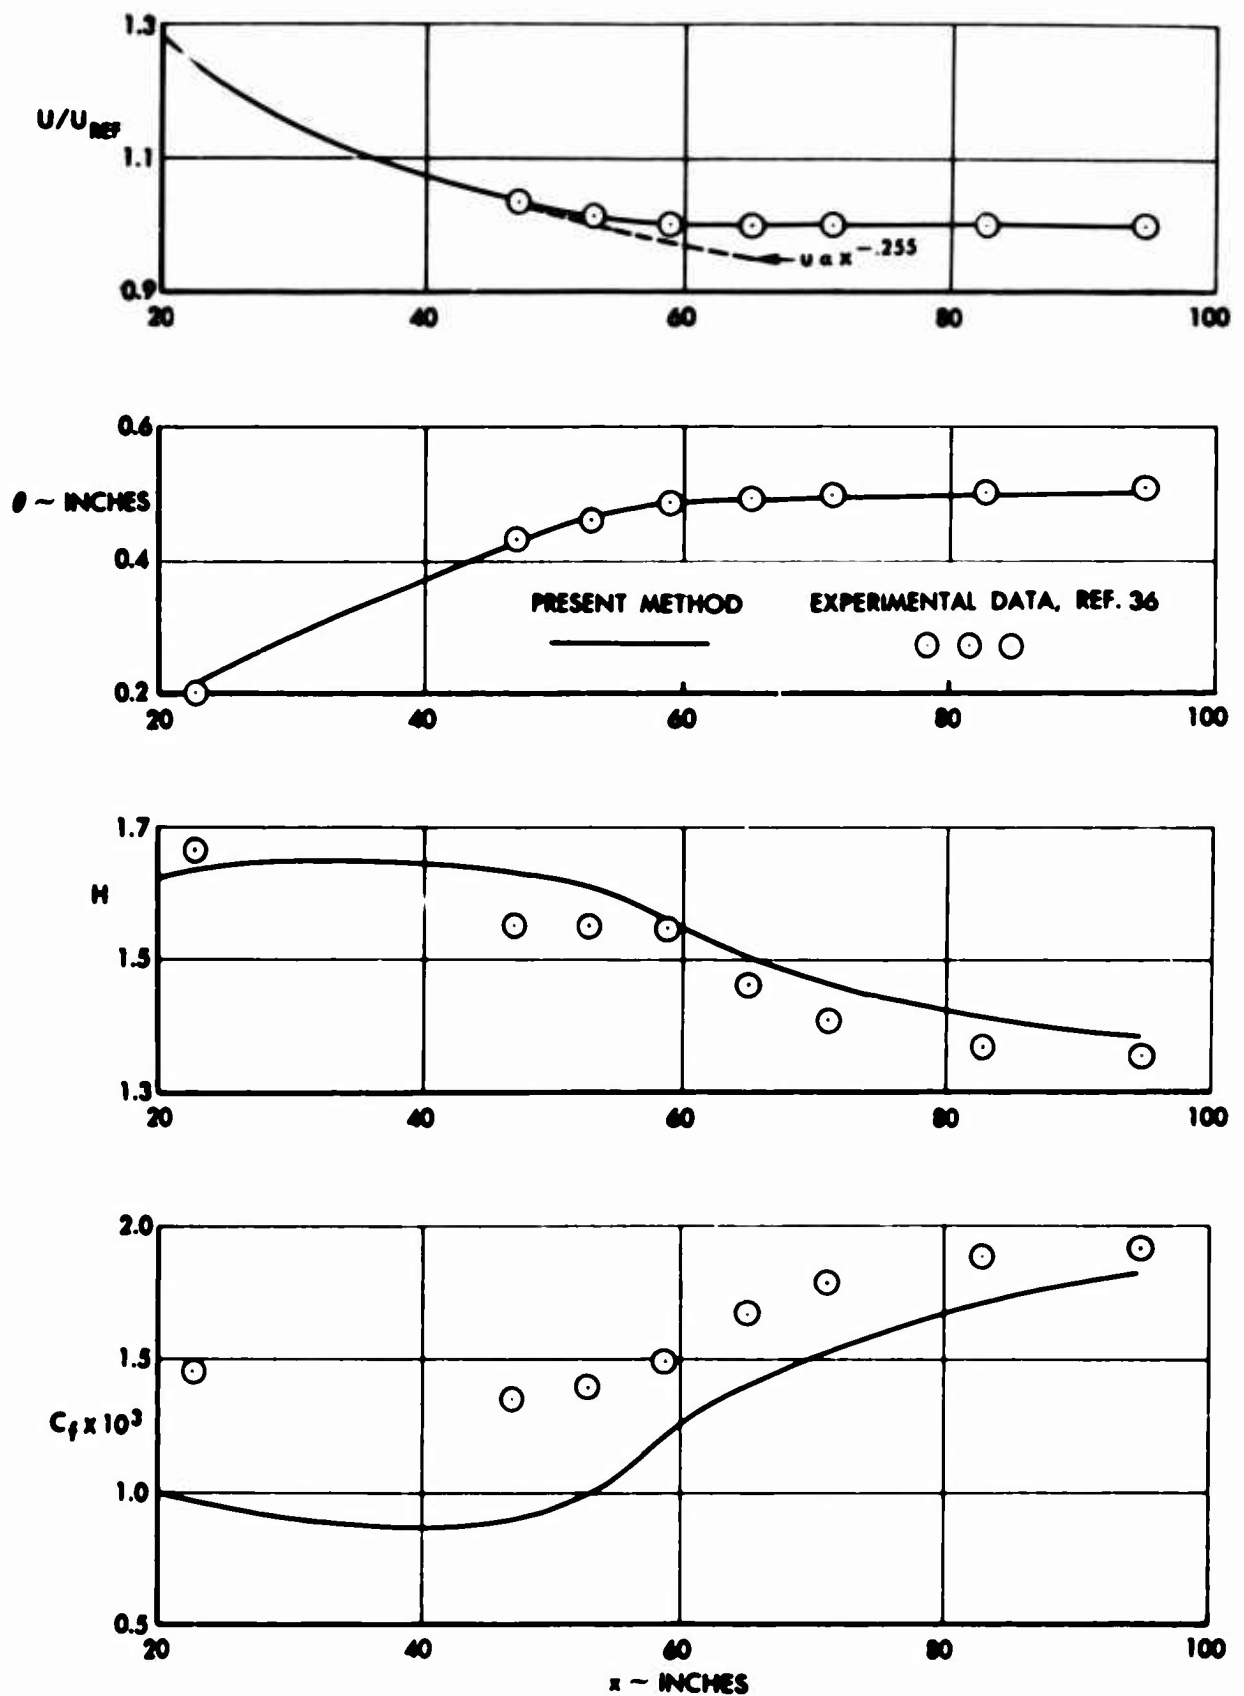 1.3
U/U_REF
1.1
u α x^-.255
0.9
20 40 60 80 100
0.6
θ ~ INCHES
0.4
PRESENT METHOD EXPERIMENTAL DATA, REF. 36
0.2
20 40 60 80 100
1.7
H
1.5
1.3
20 40 60 80 100
2.0
1.5
C_f x 10^3
1.0
0.5
20 40 60 80 100
x ~ INCHES